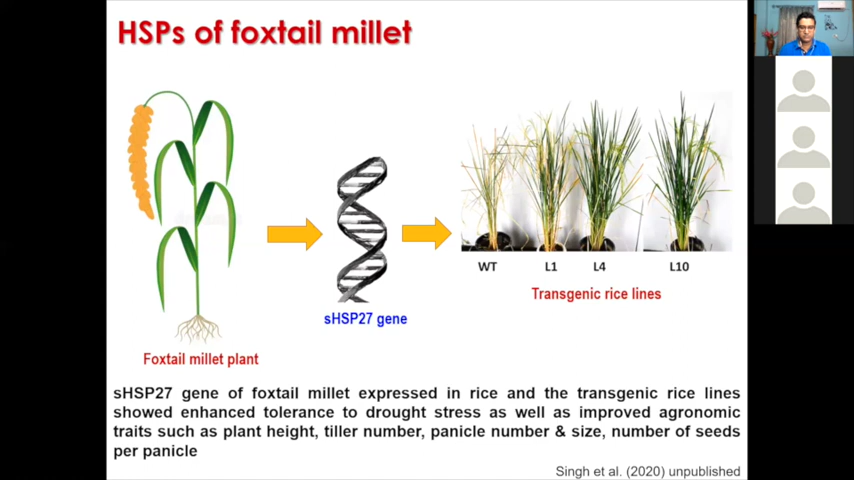 HSPs of foxtail millet
WT L1 L4 L10
Transgenic rice lines
sHSP27 gene
Foxtail millet plant
sHSP27 gene of foxtail millet expressed in rice and the transgenic rice lines
showed enhanced tolerance to drought stress as well as improved agronomic
traits such as plant height, tiller number, panicle number & size, number of seeds
per panicle
Singh et al. (2020) unpublished